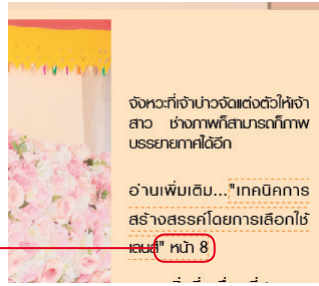 จังหวะที่เจ้าบ่าวจัดแต่งตัวให้เจ้า
สาว ช่างภาพก็สามารถก็ภาพ
บรรยายกาศได้อีก
อ่านเพิ่มเติม..."เทคนิคการ
สร้างสรรค์โดยการเลือกใช้
เลนส์" หน้า 8